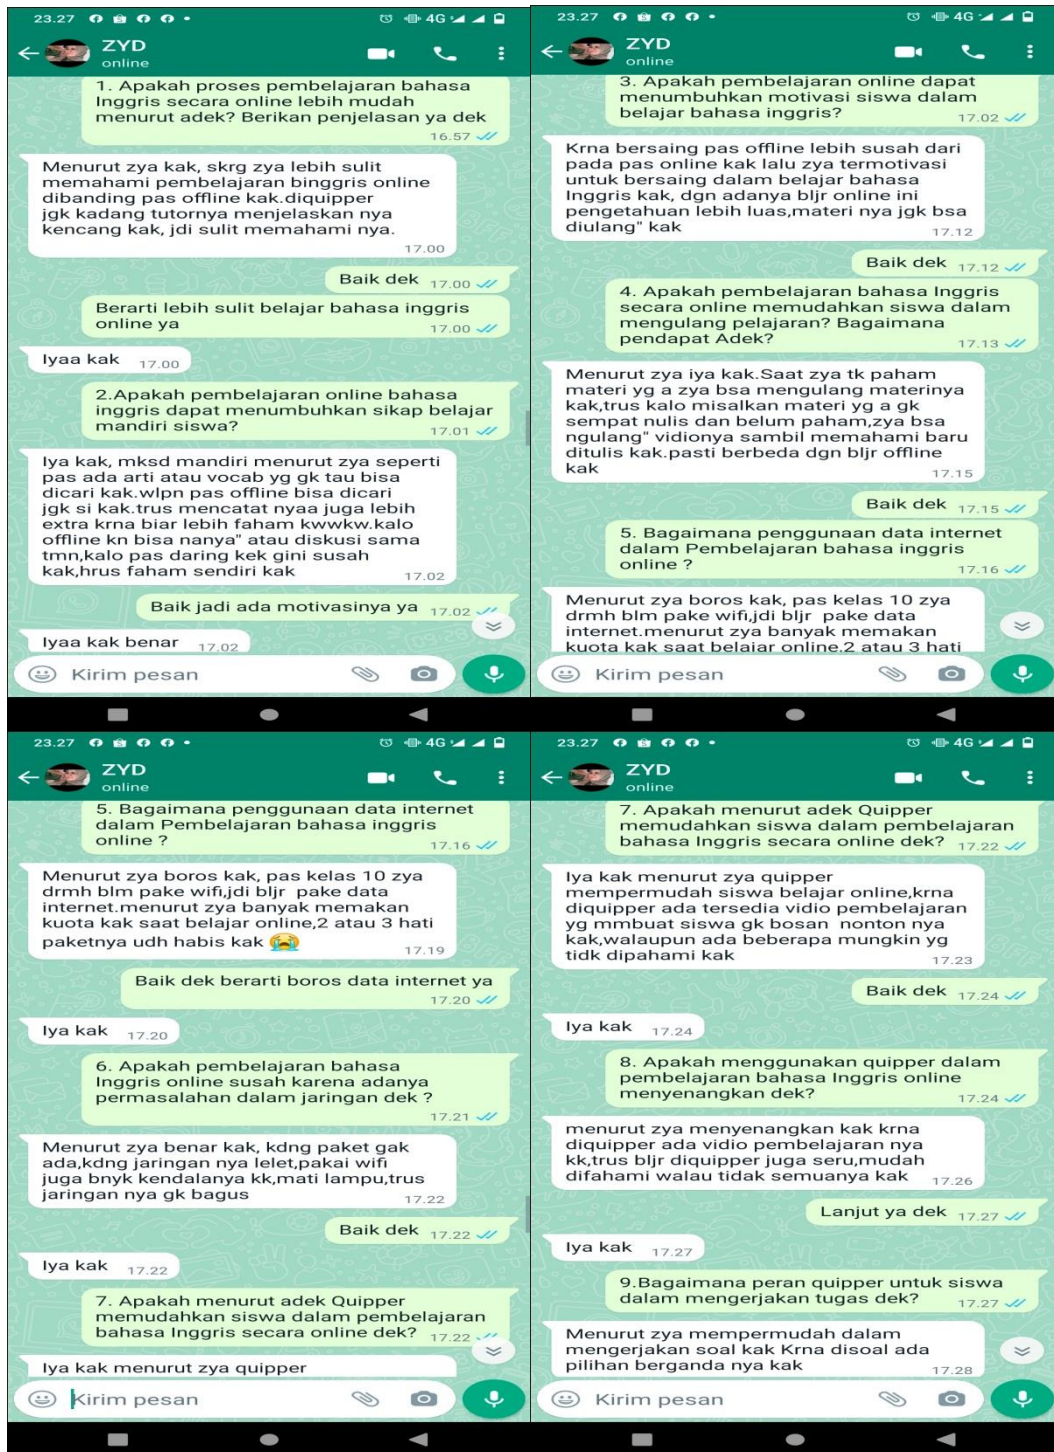 23.27
4G
ZYD
online
1. Apakah proses pembelajaran bahasa
Inggris secara online lebih mudah
menurut adek? Berikan penjelasan ya dek
16.57
Menurut zya kak, skrg zya lebih sulit
memahami pembelajaran binggris online
dibanding pas offline kak.diquipper
jgk kadang tutornya menjelaskan nya
kencang kak, jdi sulit memahami nya.
17.00
Baik dek 17.00
Berarti lebih sulit belajar bahasa inggris
online ya 17.00
Iyaa kak 17.00
2.Apakah pembelajaran online bahasa
inggris dapat menumbuhkan sikap belajar
mandiri siswa? 17.01
Iya kak, mksd mandiri menurut zya seperti
pas ada arti atau vocab yg gk tau bisa
dicari kak.wlpn pas offline bisa dicari
jgk si kak.trus mencatat nyaa juga lebih
extra krna biar lebih faham kwwkw.kalo
offline kn bisa nanya" atau diskusi sama
tmn,kalo pas daring kek gini susah
kak,hrus faham sendiri kak 17.02
Baik jadi ada motivasinya ya 17.02
Iyaa kak benar 17.02
Kirim pesan
23.27
4G
ZYD
online
3. Apakah pembelajaran online dapat
menumbuhkan motivasi siswa dalam
belajar bahasa inggris? 17.02
Krna bersaing pas offline lebih susah dari
pada pas online kak lalu zya termotivasi
untuk bersaing dalam belajar bahasa
Inggris kak, dgn adanya bljr online ini
pengetahuan lebih luas,materi nya jgk bsa
diulang" kak 17.12
Baik dek 17.12
4. Apakah pembelajaran bahasa Inggris
secara online memudahkan siswa dalam
mengulang pelajaran? Bagaimana
pendapat Adek? 17.13
Menurut zya iya kak.Saat zya tk paham
materi yg a zya bsa mengulang materinya
kak,trus kalo misalkan materi yg a gk
sempat nulis dan belum paham,zya bsa
ngulang" vidionya sambil memahami baru
ditulis kak.pasti berbeda dgn bljr offline
kak 17.15
Baik dek 17.15
5. Bagaimana penggunaan data internet
dalam Pembelajaran bahasa inggris
online ? 17.16
Menurut zya boros kak, pas kelas 10 zya
drmh blm pake wifi,jdi bljr pake data
internet.menurut zya banyak memakan
kuota kak saat belajar online,2 atau 3 hati
Kirim pesan
23.27
4G
ZYD
online
5. Bagaimana penggunaan data internet
dalam Pembelajaran bahasa inggris
online ? 17.16
Menurut zya boros kak, pas kelas 10 zya
drmh blm pake wifi,jdi bljr pake data
internet.menurut zya banyak memakan
kuota kak saat belajar online,2 atau 3 hati
paketnya udh habis kak 😭 17.19
Baik dek berarti boros data internet ya
17.20
Iya kak 17.20
6. Apakah pembelajaran bahasa
Inggris online susah karena adanya
permasalahan dalam jaringan dek ?
17.21
Menurut zya benar kak, kdng paket gak
ada,kdng jaringan nya lelet,pakai wifi
juga bnyk kendalanya kk,mati lampu,trus
jaringan nya gk bagus 17.22
Baik dek 17.22
Iya kak 17.22
7. Apakah menurut adek Quipper
memudahkan siswa dalam pembelajaran
bahasa Inggris secara online dek? 17.22
Iya kak menurut zya quipper
Kirim pesan
23.27
4G
ZYD
online
7. Apakah menurut adek Quipper
memudahkan siswa dalam pembelajaran
bahasa Inggris secara online dek? 17.22
Iya kak menurut zya quipper
mempermudah siswa belajar online,krna
diquipper ada tersedia vidio pembelajaran
yg mmbuat siswa gk bosan nonton nya
kak,walaupun ada beberapa mungkin yg
tidk dipahami kak 17.23
Baik dek 17.24
Iya kak 17.24
8. Apakah menggunakan quipper dalam
pembelajaran bahasa Inggris online
menyenangkan dek? 17.24
menurut zya menyenangkan kak krna
diquipper ada vidio pembelajaran nya
kk,trus bljr diquipper juga seru,mudah
difahami walau tidak semuanya kak 17.26
Lanjut ya dek 17.27
Iya kak 17.27
9.Bagaimana peran quipper untuk siswa
dalam mengerjakan tugas dek? 17.27
Menurut zya mempermudah dalam
mengerjakan soal kak Krna disoal ada
pilihan berganda nya kak 17.28
Kirim pesan